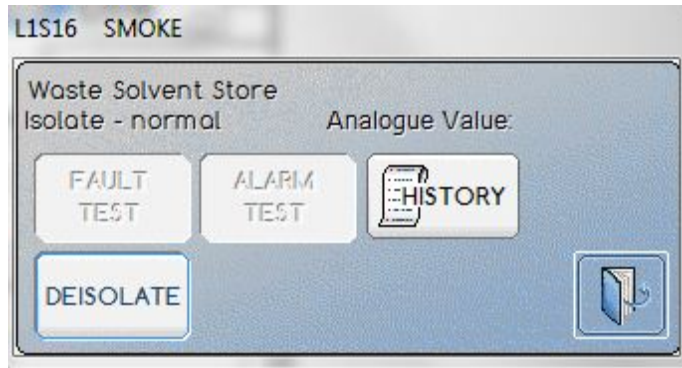 L1S16 SMOKE
Waste Solvent Store
Isolate - normal Analogue Value:
FAULT TEST
ALARM TEST
HISTORY
DEISOLATE